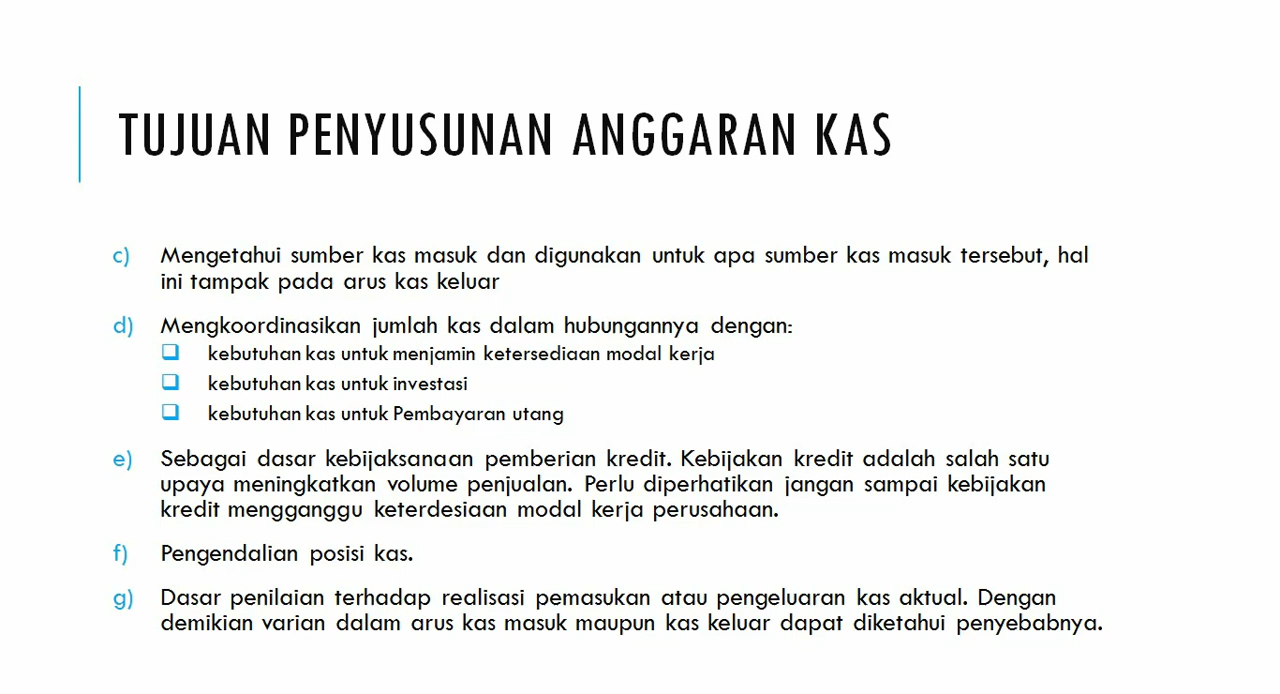 TUJUAN PENYUSUNAN ANGGARAN KAS
c) Mengetahui sumber kas masuk dan digunakan untuk apa sumber kas masuk tersebut, hal
ini tampak pada arus kas keluar
d) Mengkoordinasikan jumlah kas dalam hubungannya dengan:
❑ kebutuhan kas untuk menjamin ketersediaan modal kerja
❑ kebutuhan kas untuk investasi
❑ kebutuhan kas untuk Pembayaran utang
e) Sebagai dasar kebijaksanaan pemberian kredit. Kebijakan kredit adalah salah satu
upaya meningkatkan volume penjualan. Perlu diperhatikan jangan sampai kebijakan
kredit mengganggu keterdesiaan modal kerja perusahaan.
f) Pengendalian posisi kas.
g) Dasar penilaian terhadap realisasi pemasukan atau pengeluaran kas aktual. Dengan
demikian varian dalam arus kas masuk maupun kas keluar dapat diketahui penyebabnya.